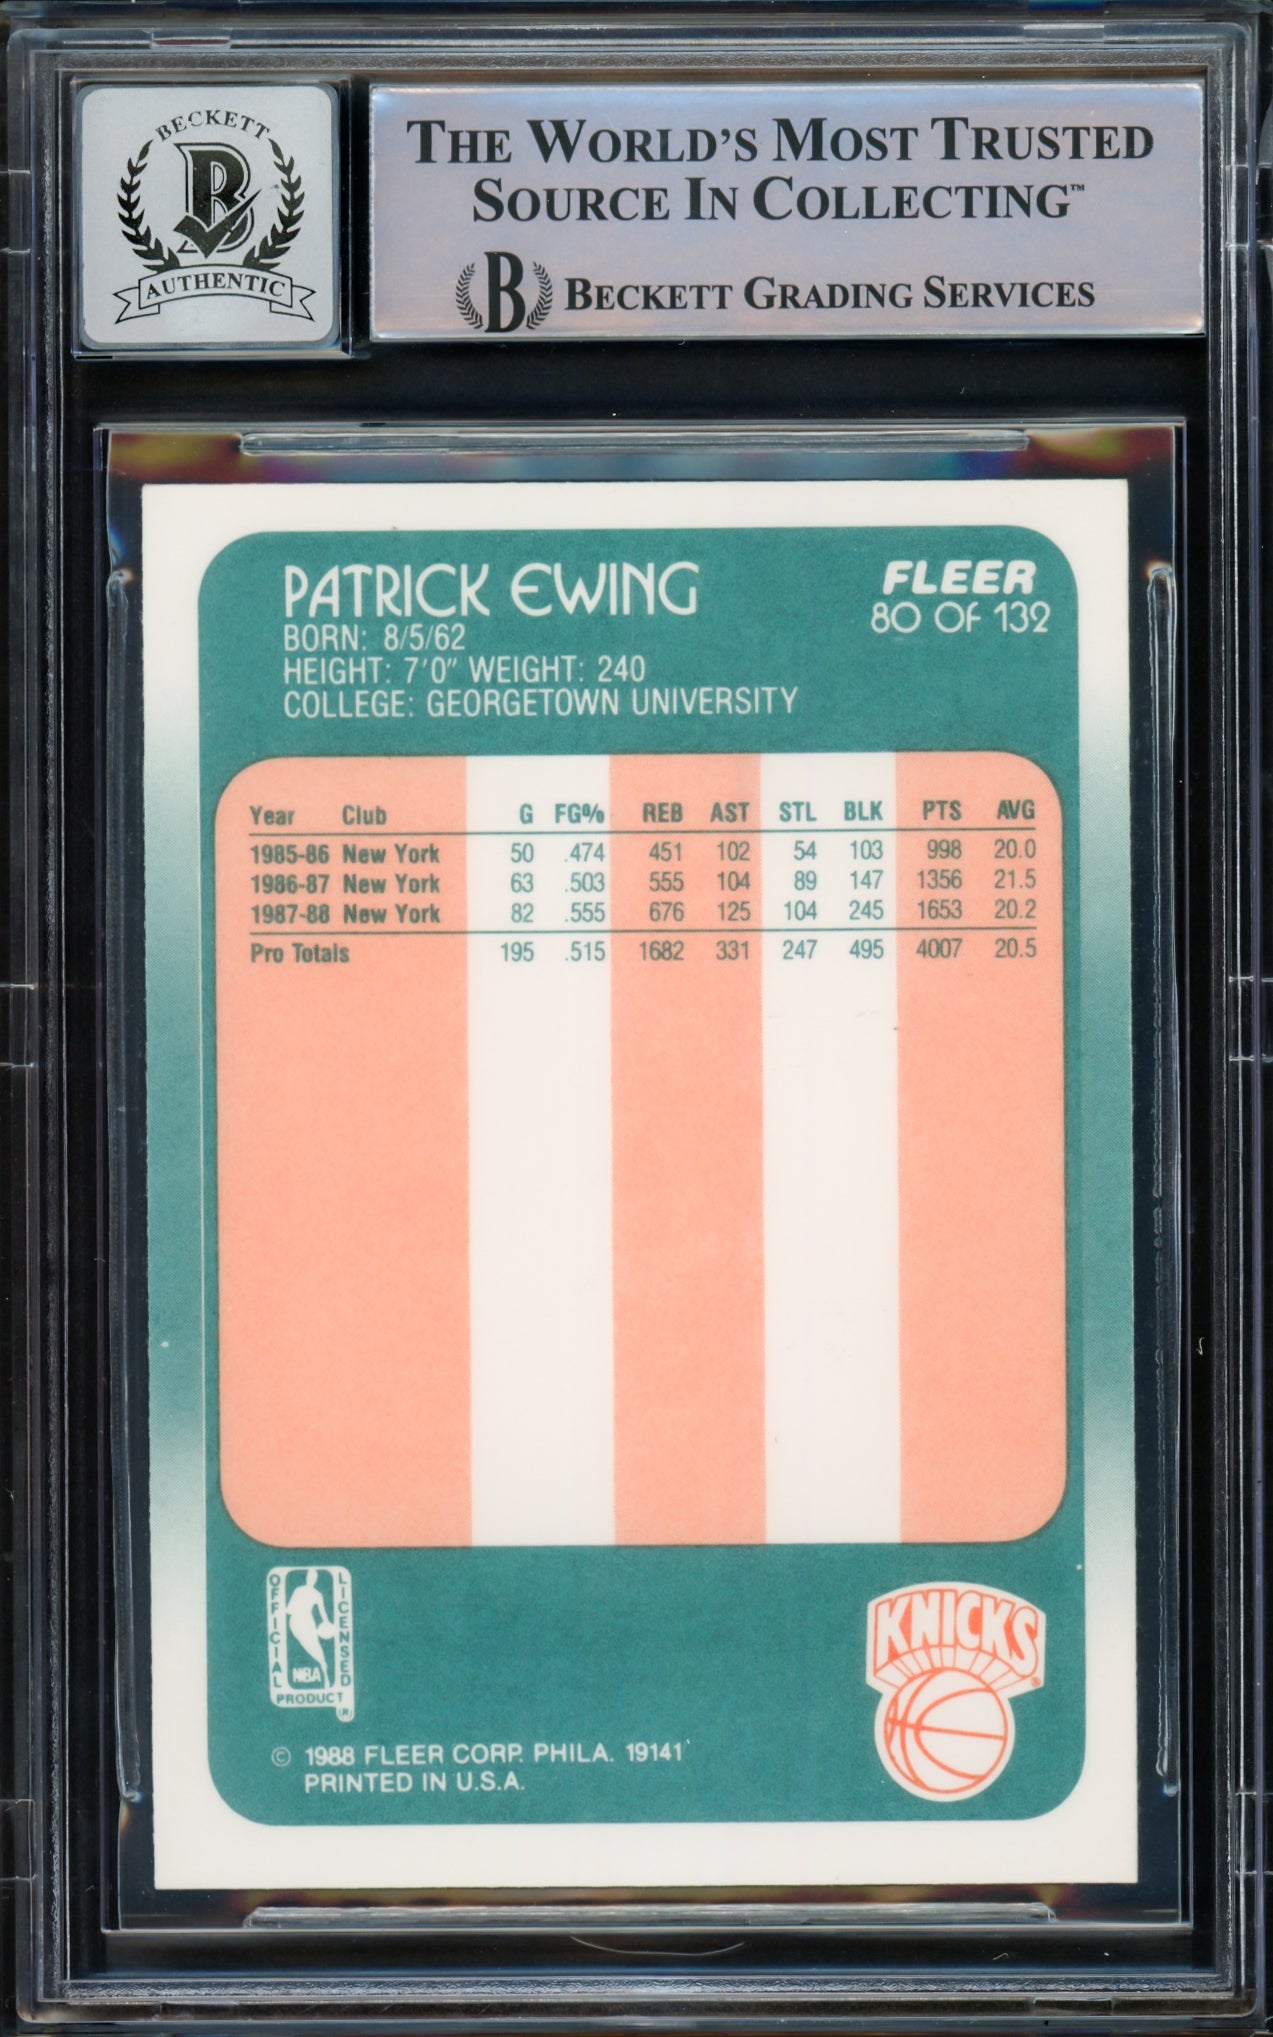 BECKETT
B
AUTHENTIC
THE WORLD'S MOST TRUSTED
SOURCE IN COLLECTING™
B BECKETT GRADING SERVICES
PATRICK EWING
BORN: 8/5/62
HEIGHT: 7'0" WEIGHT: 240
COLLEGE: GEORGETOWN UNIVERSITY
FLEER
80 OF 132
Year Club G FG% REB AST STL BLK PTS AVG
1985-86 New York 50 .474 451 102 54 103 998 20.0
1986-87 New York 63 .503 555 104 89 147 1356 21.5
1987-88 New York 82 .555 676 125 104 245 1653 20.2
Pro Totals 195 .515 1682 331 247 495 4007 20.5
OFFICIAL
LICENSED
NBA
PRODUCT
®
KNICKS®
© 1988 FLEER CORP. PHILA. 19141
PRINTED IN U.S.A.